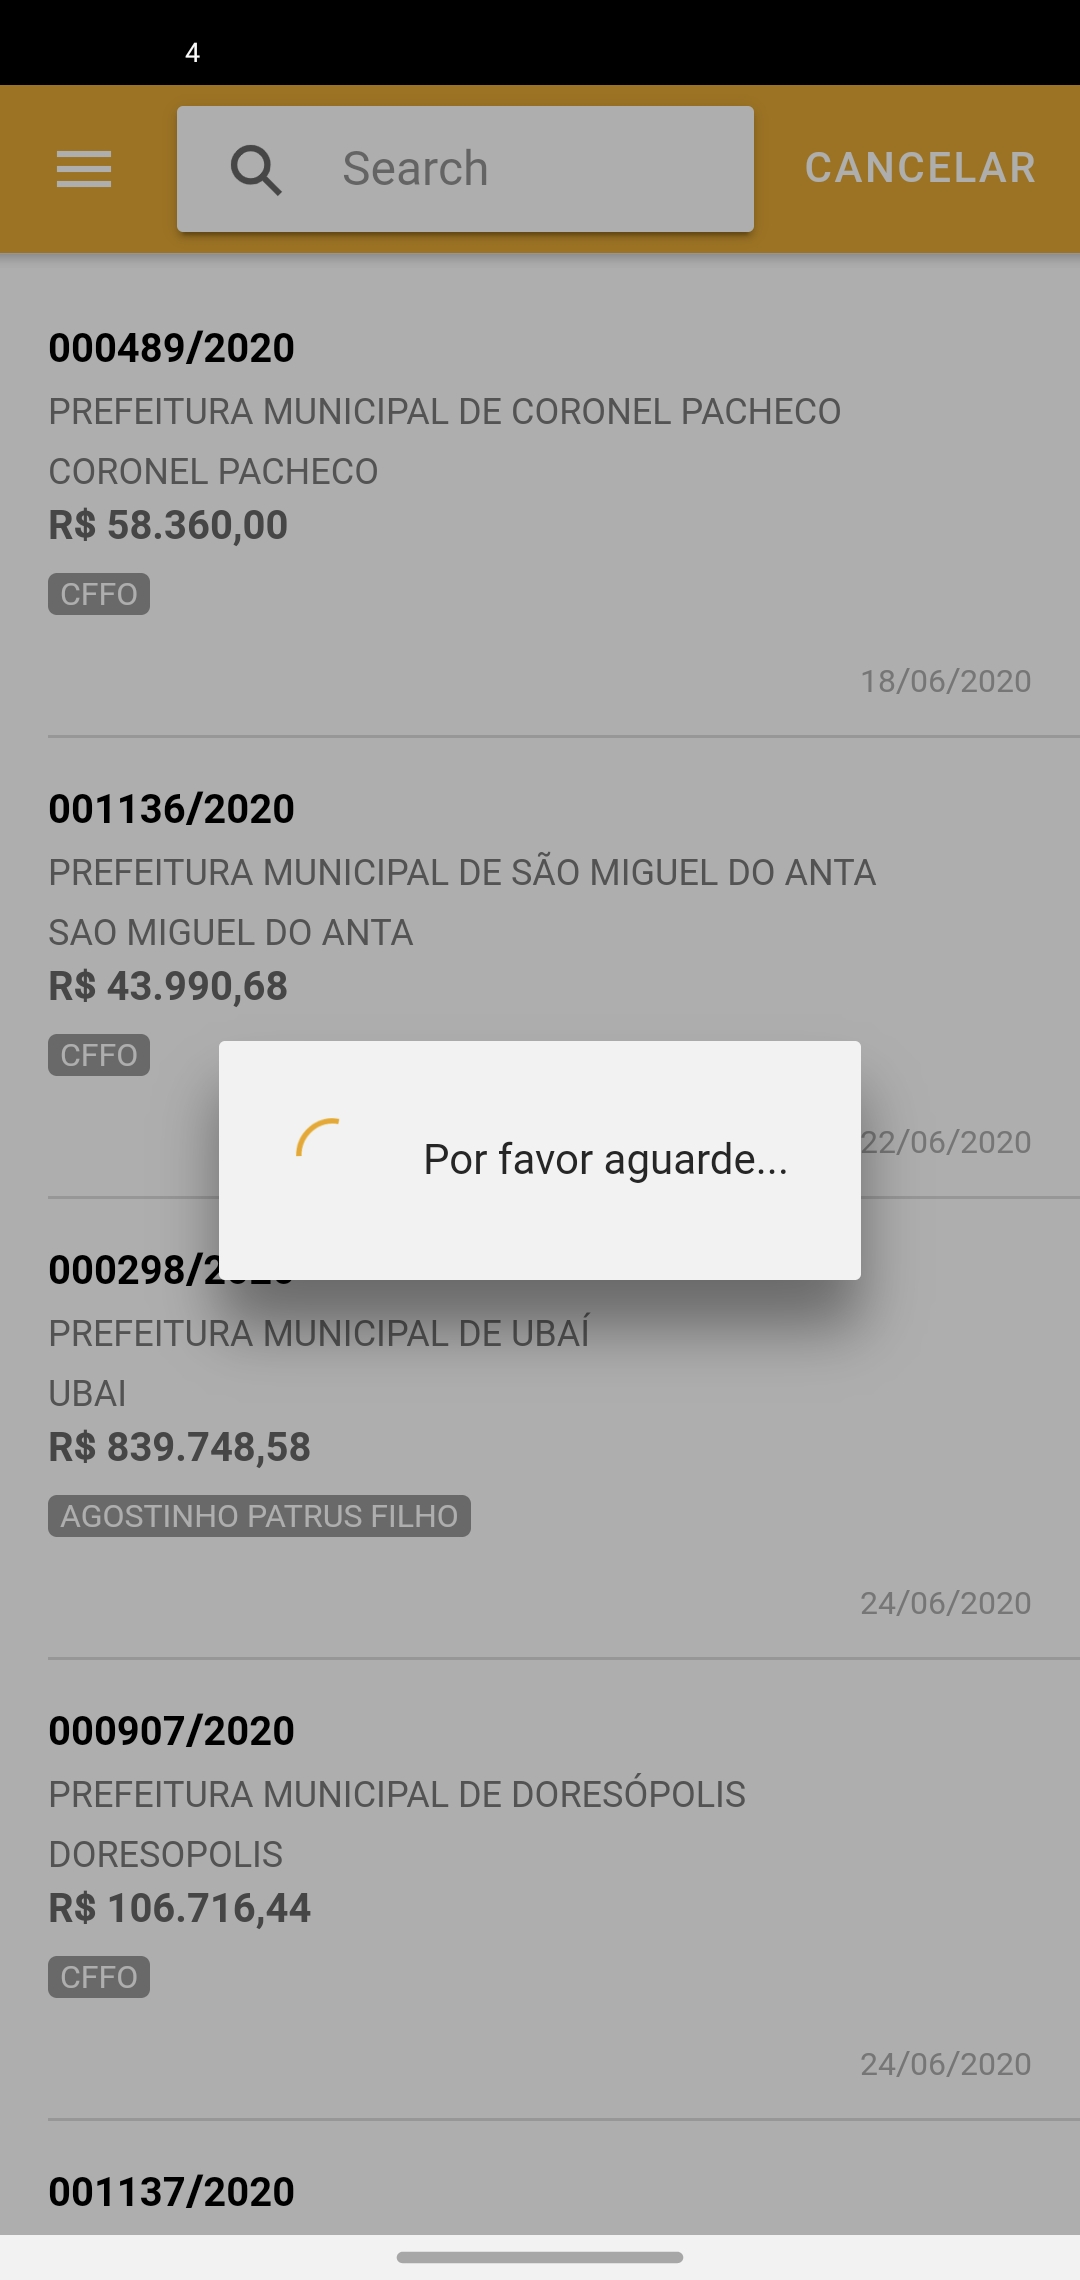 4
Search
CANCELAR
000489/2020
PREFEITURA MUNICIPAL DE CORONEL PACHECO
CORONEL PACHECO
R$ 58.360,00
CFFO
18/06/2020
001136/2020
PREFEITURA MUNICIPAL DE SÃO MIGUEL DO ANTA
SAO MIGUEL DO ANTA
R$ 43.990,68
CFFO
22/06/2020
Por favor aguarde...
000298/2020
PREFEITURA MUNICIPAL DE UBAÍ
UBAI
R$ 839.748,58
AGOSTINHO PATRUS FILHO
24/06/2020
000907/2020
PREFEITURA MUNICIPAL DE DORESÓPOLIS
DORESOPOLIS
R$ 106.716,44
CFFO
24/06/2020
001137/2020